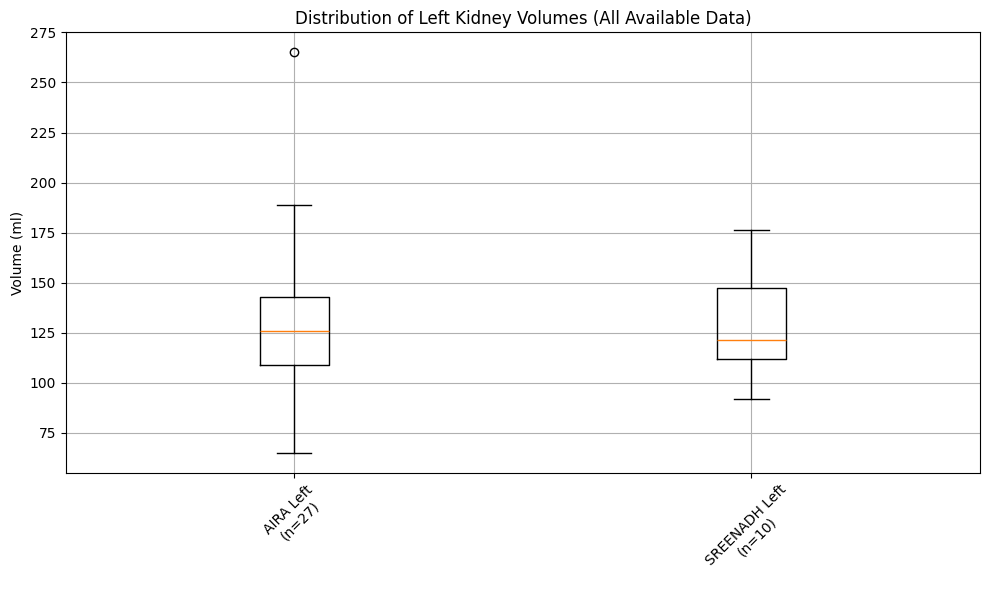 Distribution of Left Kidney Volumes (All Available Data)
275
250
225
200
175
150
125
100
75
Volume (ml)
AIRA Left
(n=27)
SREENADH Left
(n=10)